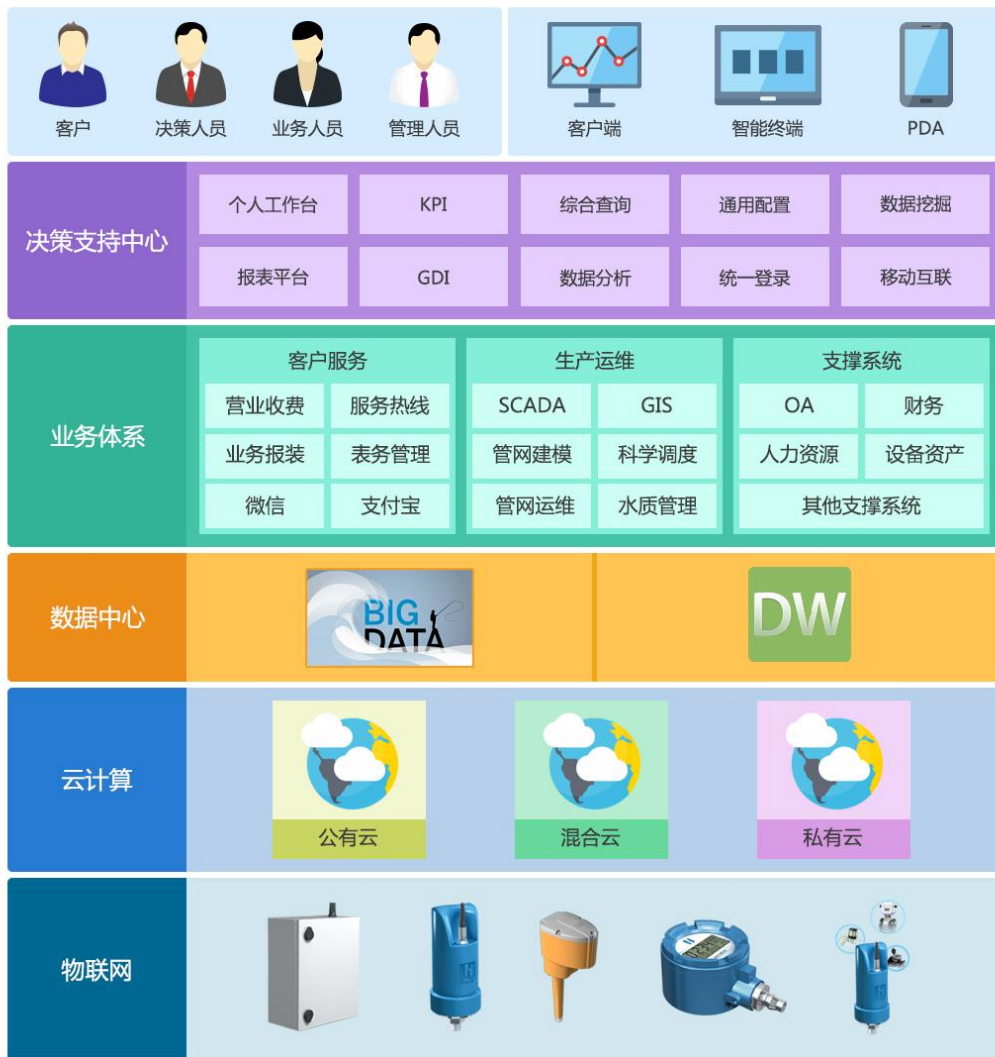 客户 决策人员 业务人员 管理人员 客户端 智能终端 PDA
决策支持中心
个人工作台 KPI 综合查询 通用配置 数据挖掘
报表平台 GDI 数据分析 统一登录 移动互联
业务体系
客户服务 生产运维 支撑系统
营业收费 服务热线 SCADA GIS OA 财务
业务报装 表务管理 管网建模 科学调度 人力资源 设备资产
微信 支付宝 管网运维 水质管理 其他支撑系统
数据中心
BIG
DATA
DW
云计算
公有云 混合云 私有云
物联网